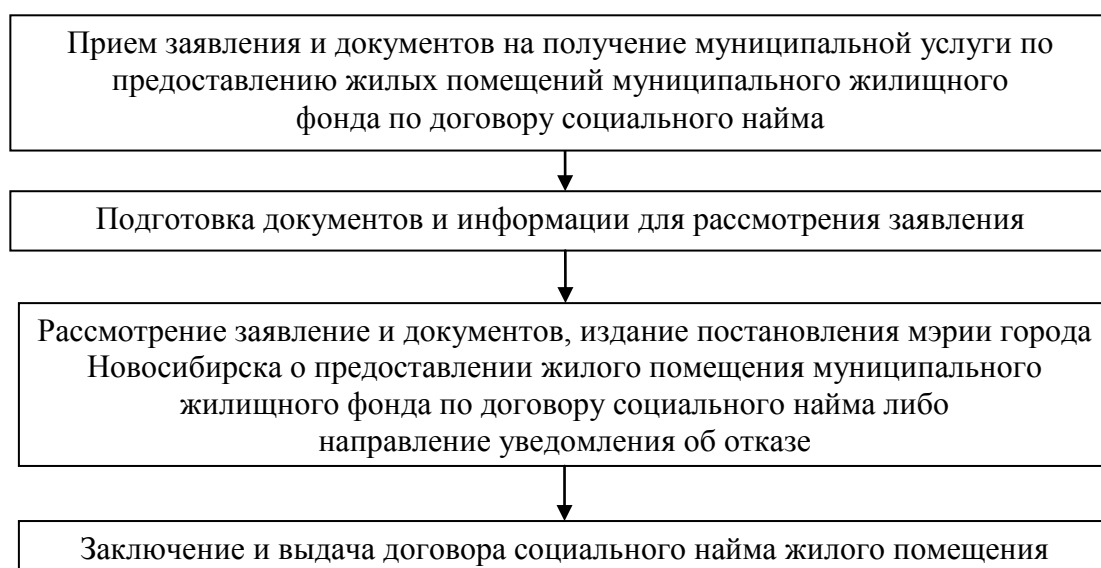 Прием заявления и документов на получение муниципальной услуги по
предоставлению жилых помещений муниципального жилищного
фонда по договору социального найма
Подготовка документов и информации для рассмотрения заявления
Рассмотрение заявление и документов, издание постановления мэрии города
Новосибирска о предоставлении жилого помещения муниципального
жилищного фонда по договору социального найма либо
направление уведомления об отказе
Заключение и выдача договора социального найма жилого помещения